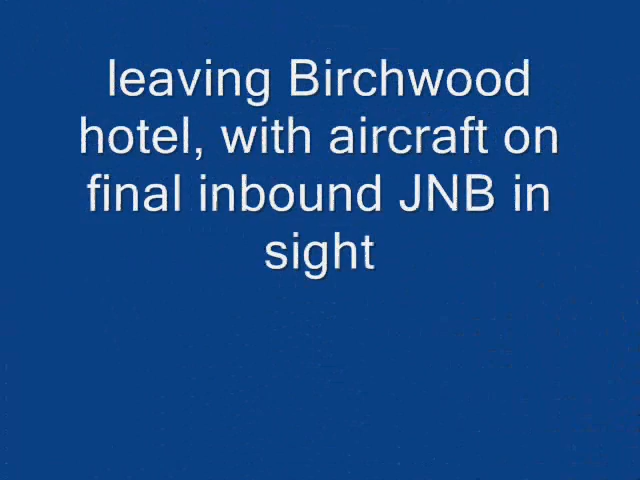 leaving Birchwood
hotel, with aircraft on
final inbound JNB in
sight